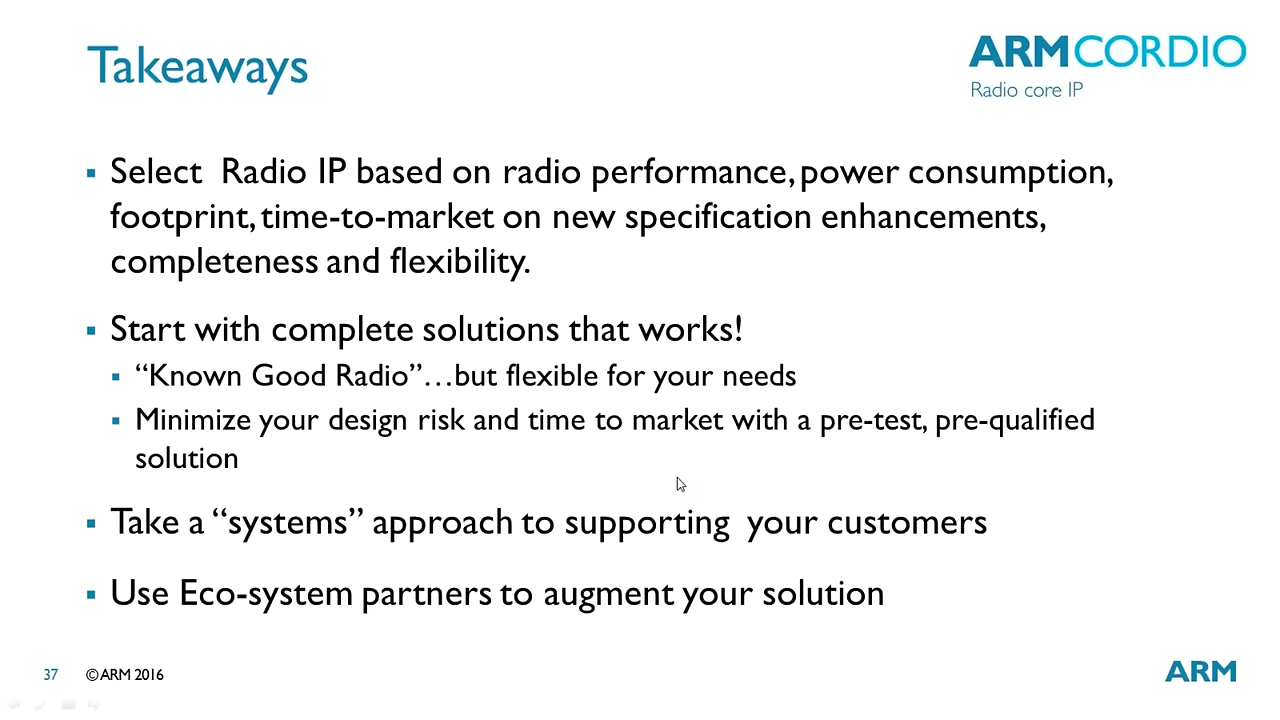 Takeaways
ARM CORDIO
Radio core IP
Select Radio IP based on radio performance, power consumption,
footprint, time-to-market on new specification enhancements,
completeness and flexibility.
Start with complete solutions that works!
“Known Good Radio”…but flexible for your needs
Minimize your design risk and time to market with a pre-test, pre-qualified
solution
Take a “systems” approach to supporting your customers
Use Eco-system partners to augment your solution
37 © ARM 2016
ARM